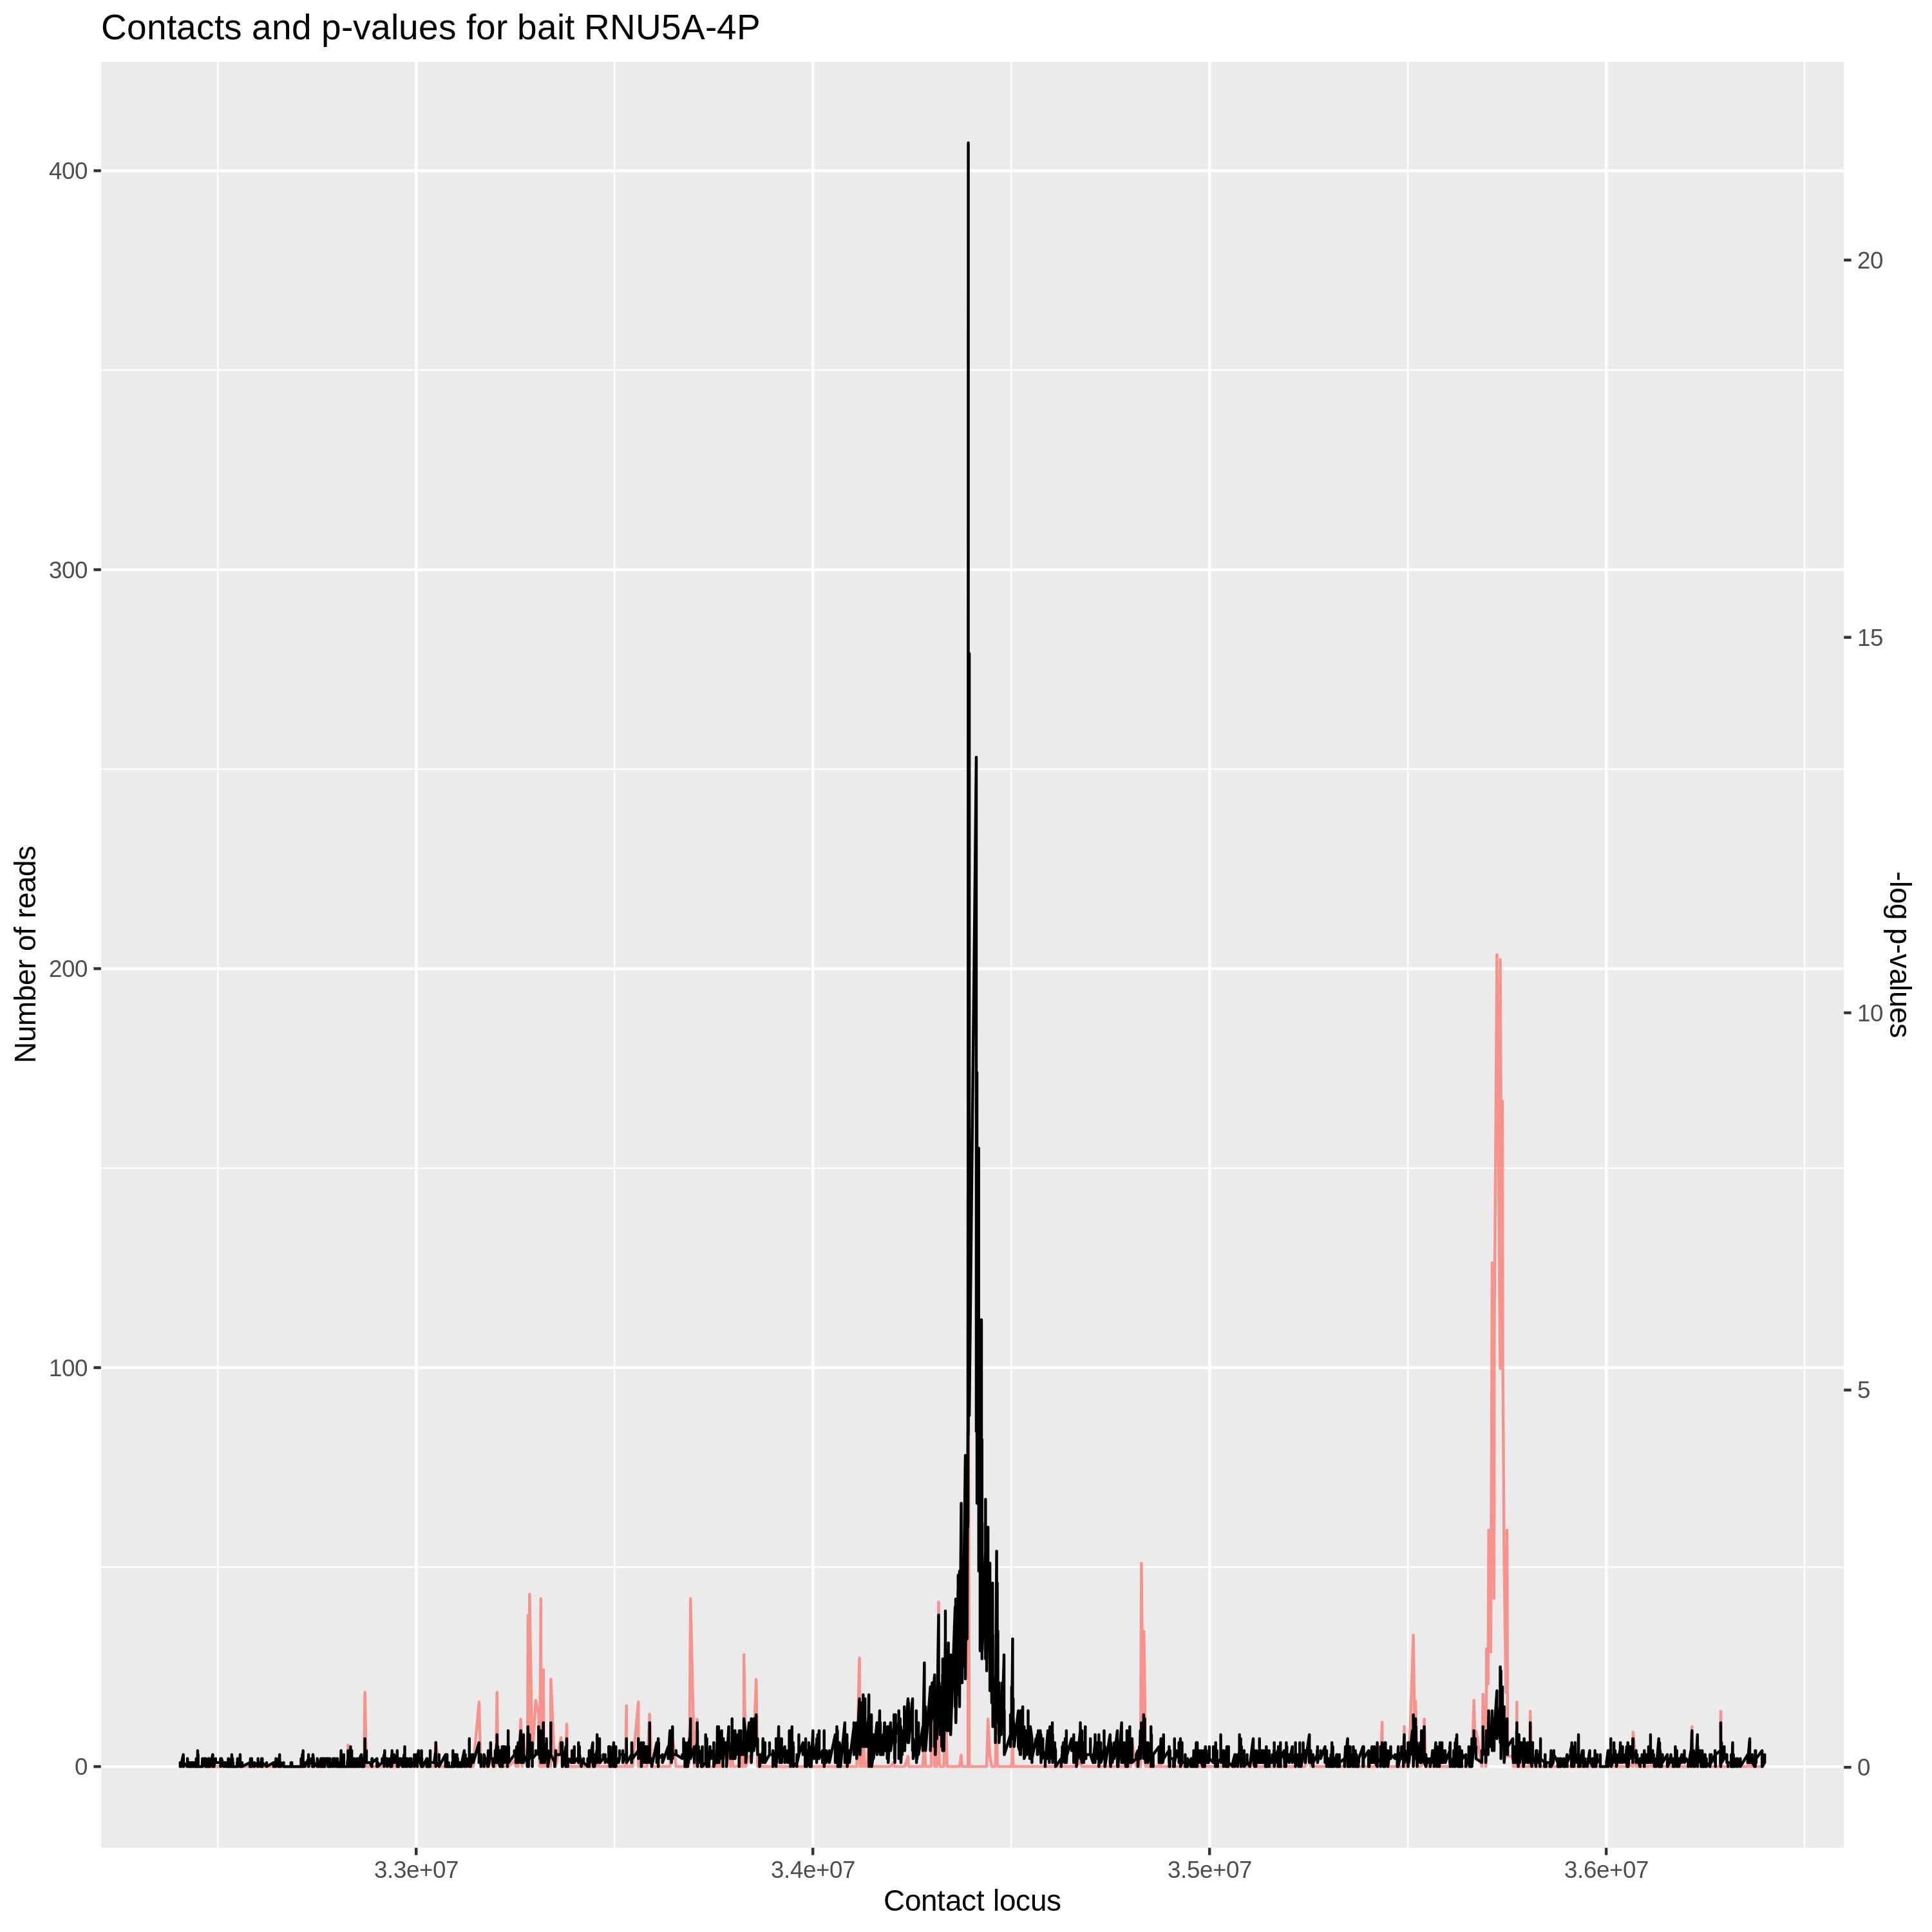 Contacts and p-values for bait RNU5A-4P
400
300
200
100
0
Number of reads
20
15
10
5
0
-log p-values
3.3e+07
3.4e+07
3.5e+07
3.6e+07
Contact locus